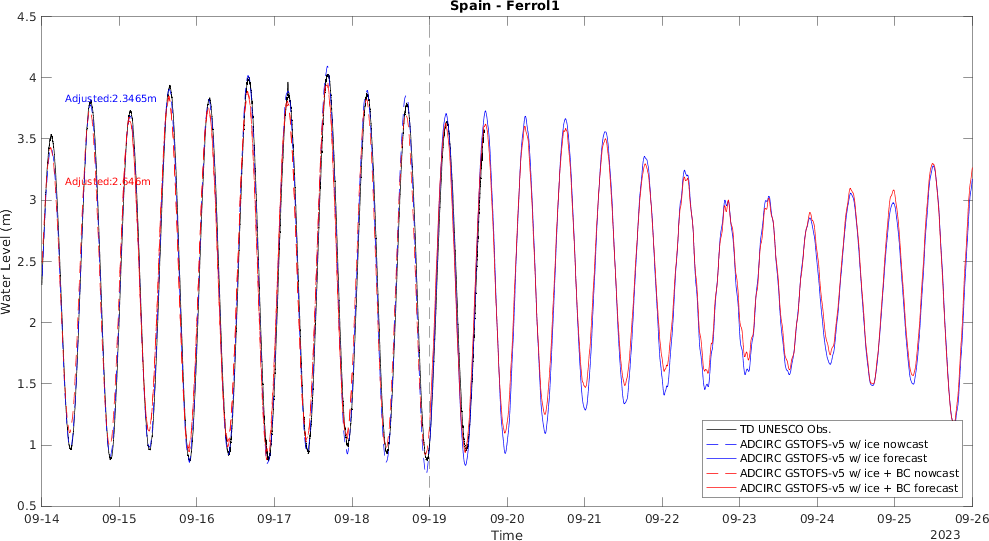 Spain - Ferrol1
4.5
4
3.5
3
2.5
2
1.5
1
0.5
Water Level (m)
Adjusted:2.3465m
Adjusted:2.646m
TD UNESCO Obs.
ADCIRC GSTOFS-v5 w/ ice nowcast
ADCIRC GSTOFS-v5 w/ ice forecast
ADCIRC GSTOFS-v5 w/ ice + BC nowcast
ADCIRC GSTOFS-v5 w/ ice + BC forecast
09-14 09-15 09-16 09-17 09-18 09-19 09-20 09-21 09-22 09-23 09-24 09-25 09-26
Time
2023